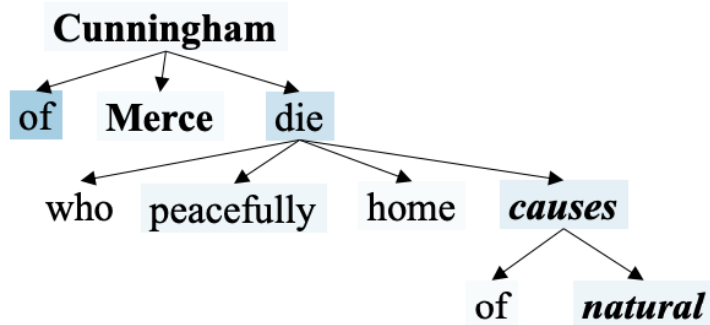 Cunningham
of Merce die
who peacefully home causes
of natural